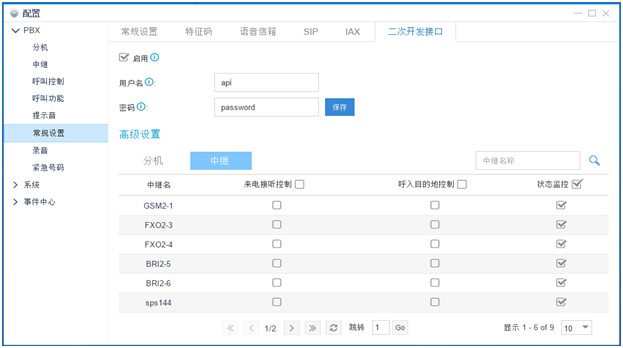 配置
PBX
分机
中继
呼叫控制
呼叫功能
提示音
常规设置
录音
紧急号码
系统
事件中心
常规设置 特征码 语音信箱 SIP IAX 二次开发接口
启用
用户名 : api
密码 : password 保存
高级设置
分机 中继 中继名称
中继名 来电接听控制 呼入目的地控制 状态监控
GSM2-1
FXO2-3
FXO2-4
BRI2-5
BRI2-6
sps144
1/2 跳转 1 Go 显示 1 - 6 of 9 10